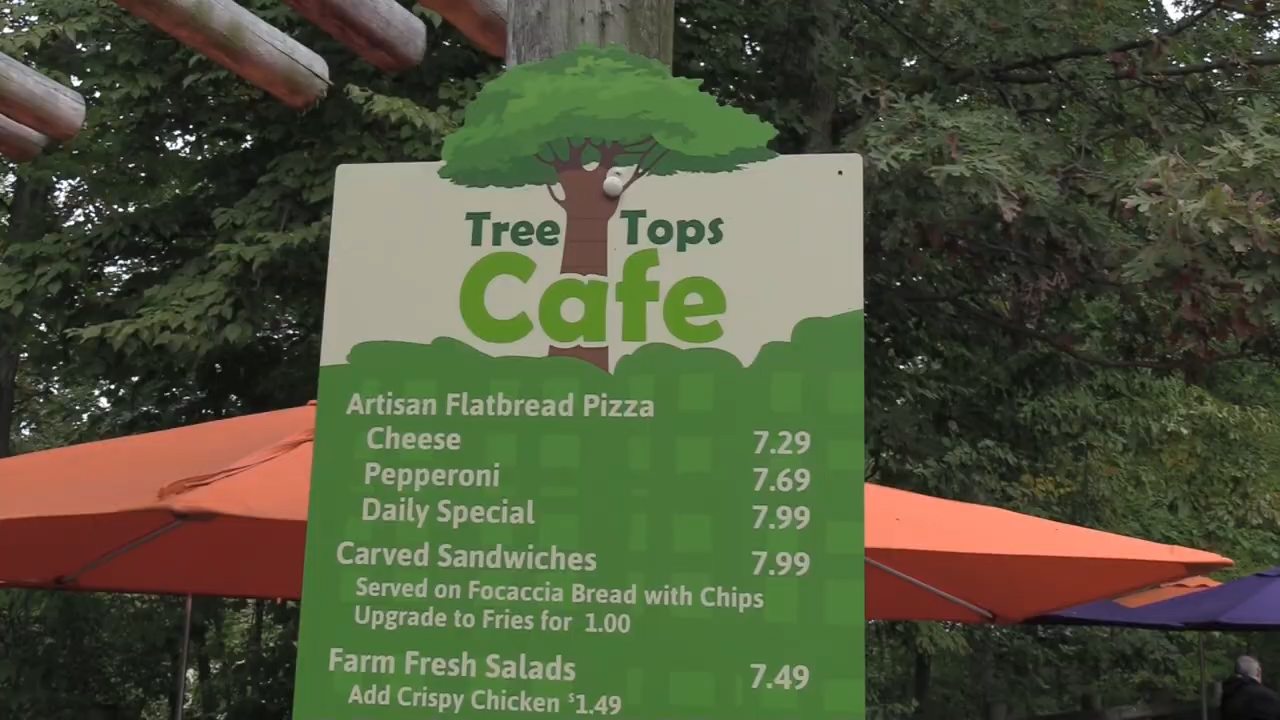 Tree Tops
Cafe
Artisan Flatbread Pizza
Cheese 7.29
Pepperoni 7.69
Daily Special 7.99
Carved Sandwiches 7.99
Served on Focaccia Bread with Chips
Upgrade to Fries for 1.00
Farm Fresh Salads 7.49
Add Crispy Chicken $1.49